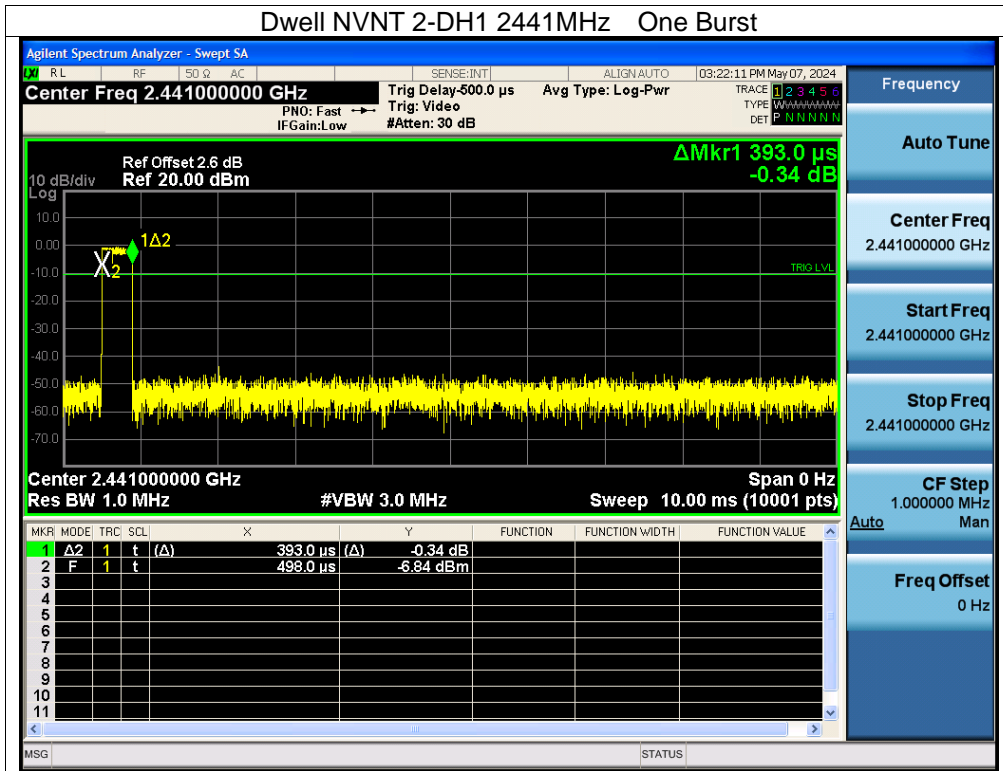 Dwell NVNT 2-DH1 2441MHz One Burst
Agilent Spectrum Analyzer - Swept SA
LXI RL RF 50 Ω AC SENSE:INT ALIGN AUTO 03:22:11 PM May 07, 2024
Center Freq 2.441000000 GHz Trig Delay-500.0 µs Avg Type: Log-Pwr TRACE 1 2 3 4 5 6
PNO: Fast Trig: Video TYPE WWWWWW
IFGain:Low #Atten: 30 dB DET P N N N N N
Frequency
Auto Tune
Center Freq
2.441000000 GHz
Start Freq
2.441000000 GHz
Stop Freq
2.441000000 GHz
CF Step
1.000000 MHz
Auto Man
Freq Offset
0 Hz
ΔMkr1 393.0 µs
-0.34 dB
Ref Offset 2.6 dB
10 dB/div Ref 20.00 dBm
Log
10.0
0.00
-10.0
-20.0
-30.0
-40.0
-50.0
-60.0
-70.0
1Δ2
X2
TRIG LVL
Center 2.441000000 GHz Span 0 Hz
Res BW 1.0 MHz #VBW 3.0 MHz Sweep 10.00 ms (10001 pts)
MKR MODE TRC SCL X Y FUNCTION FUNCTION WIDTH FUNCTION VALUE
1 Δ2 1 t (Δ) 393.0 µs (Δ) -0.34 dB
2 F 1 t 498.0 µs -6.84 dBm
3
4
5
6
7
8
9
10
11
MSG STATUS